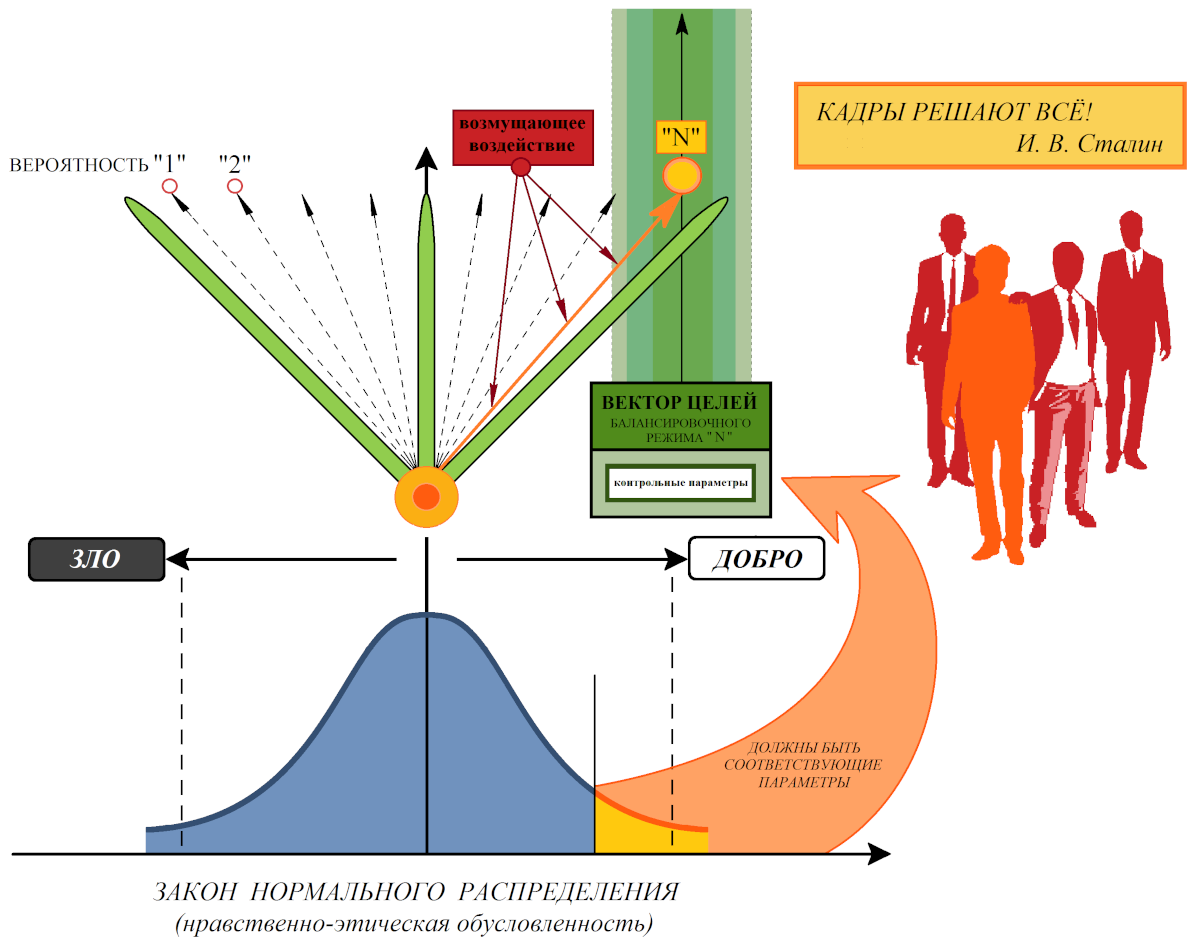 КАДРЫ РЕШАЮТ ВСЁ!
И. В. Сталин
возмущающее
воздействие
"N"
ВЕРОЯТНОСТЬ "1" "2"
ВЕКТОР ЦЕЛЕЙ
БАЛАНСИРОВОЧНОГО
РЕЖИМА "N"
контрольные параметры
ЗЛО
ДОБРО
ДОЛЖНЫ БЫТЬ
СООТВЕТСТВУЮЩИЕ
ПАРАМЕТРЫ
ЗАКОН НОРМАЛЬНОГО РАСПРЕДЕЛЕНИЯ
(нравственно-этическая обусловленность)